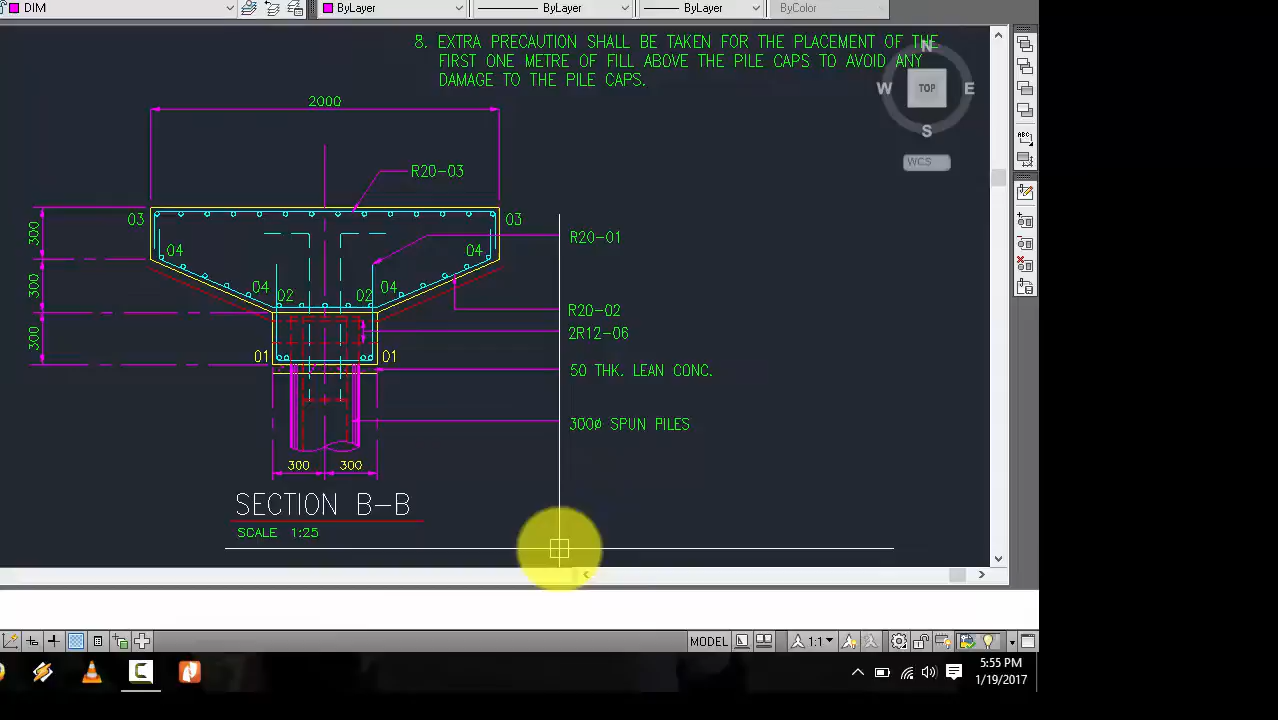 DIM
ByLayer
ByLayer
ByLayer
ByColor
8. EXTRA PRECAUTION SHALL BE TAKEN FOR THE PLACEMENT OF THE
FIRST ONE METRE OF FILL ABOVE THE PILE CAPS TO AVOID ANY
DAMAGE TO THE PILE CAPS.
N
W
TOP
E
S
WCS
ABC
2000
R20-03
03
03
300
04
04
R20-01
300
04
02
02
04
R20-02
300
2R12-06
01
01
50 THK. LEAN CONC.
300ø SPUN PILES
300
300
SECTION B-B
SCALE 1:25
MODEL
1:1
5:55 PM
1/19/2017